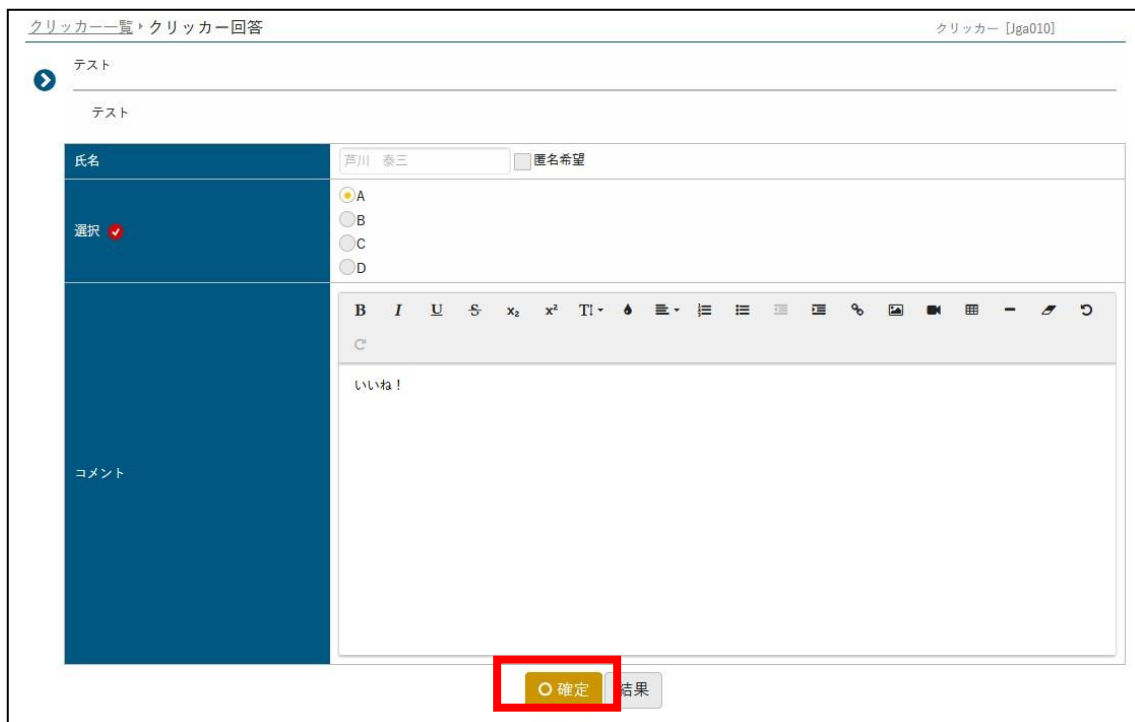 クリッカー一覧 › クリッカー回答 クリッカー [Jga010]
テスト
テスト
氏名 芦川 泰三 匿名希望
選択
A
B
C
D
B I U S x₂ x² T
いいね！
コメント
確定 結果